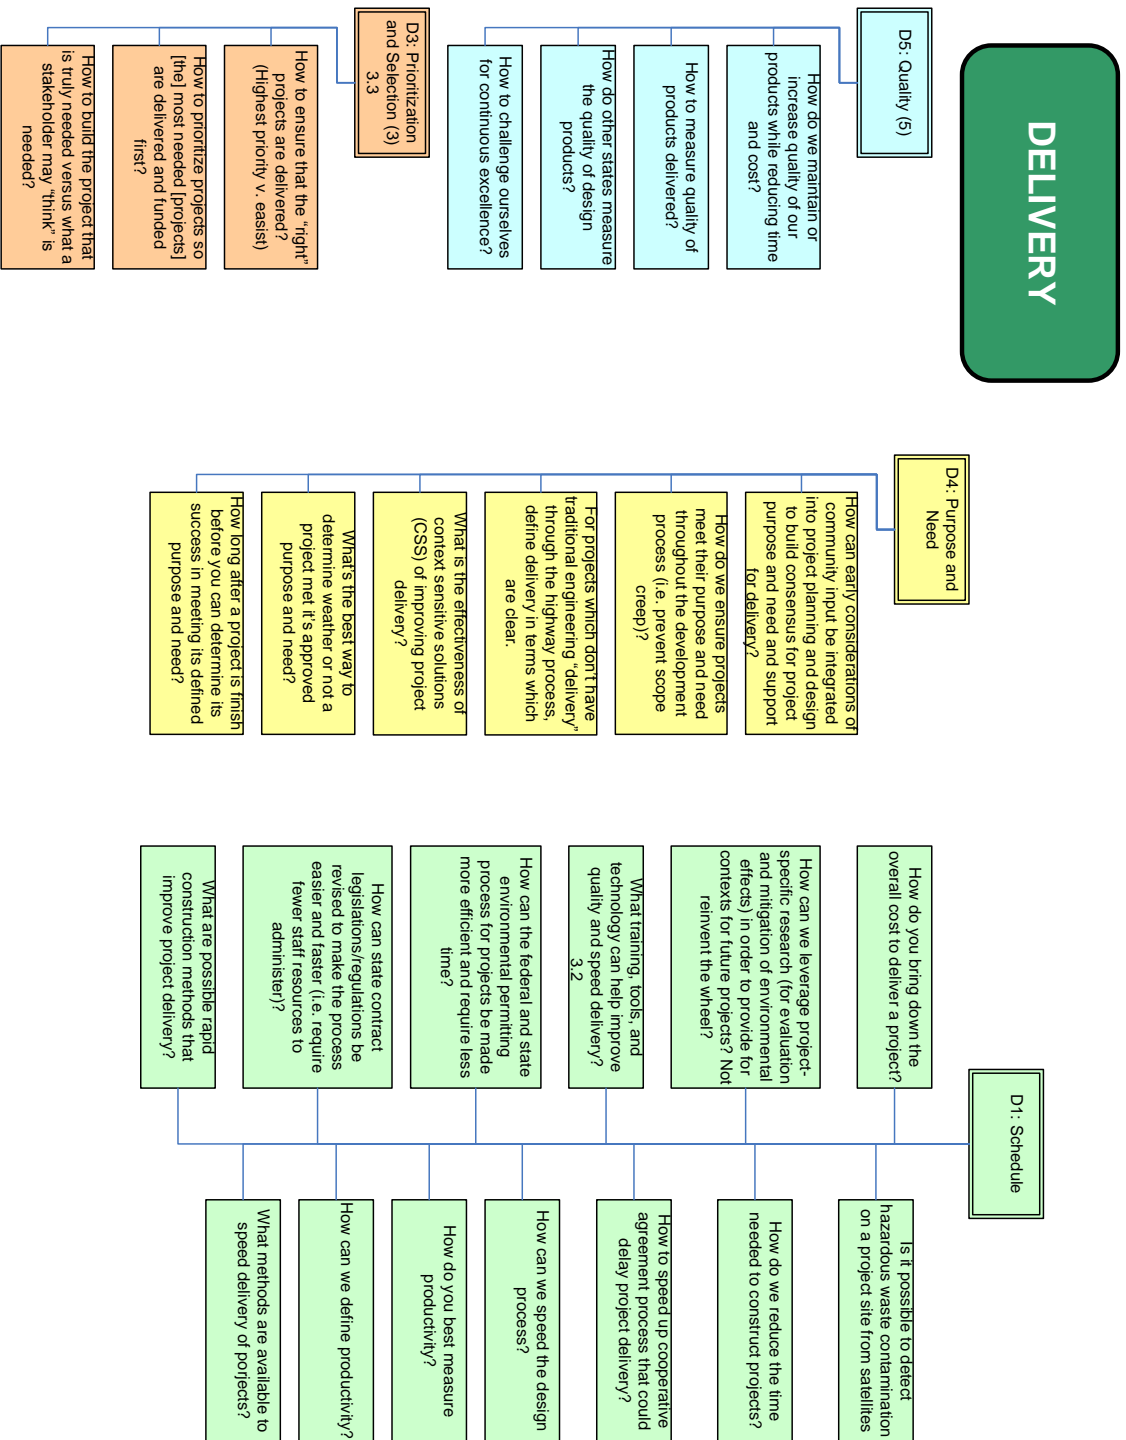 DELIVERY
D5: Quality (5)
How do we maintain or
increase quality of our
products while reducing time
and cost?
How to measure quality of
products delivered?
How do other states measure
the quality of design
products?
How to challenge ourselves
for continuous excellence?
D3: Prioritization
and Selection (3)
3.3
How to ensure that the "right"
projects are delivered?
(Highest priority v. easist)
How to prioritize projects so
[the] most needed [projects]
are delivered and funded
first?
How to build the project that
is truly needed versus what a
stakeholder may "think" is
needed?
D4: Purpose and
Need
How can early considerations of
community input be integrated
into project planning and design
to build consensus for project
purpose and need and support
for delivery?
How do we ensure projects
meet their purpose and need
throughout the development
process (i.e. prevent scope
creep)?
For projects which don't have
traditional engineering "delivery"
through the highway process,
define delivery in terms which
are clear.
What is the effectiveness of
context sensitive solutions
(CSS) of improving project
delivery?
What's the best way to
determine weather or not a
project met it's approved
purpose and need?
How long after a project is finish
before you can determine its
success in meeting its defined
purpose and need?
D1: Schedule
How do you bring down the
overall cost to deliver a project?
How can we leverage project-
specific research (for evaluation
and mitigation of environmental
effects) in order to provide for
contexts for future projects? Not
reinvent the wheel?
What training, tools, and
technology can help improve
quality and speed delivery?
3.2
How can the federal and state
environmental permitting
process for projects be made
more efficient and require less
time?
How can state contract
legislations/regulations be
revised to make the process
easier and faster (i.e. require
fewer staff resources to
administer)?
What are possible rapid
construction methods that
improve project delivery?
Is it possible to detect
hazardous waste contamination
on a project site from satellites
How do we reduce the time
needed to construct projects?
How to speed up cooperative
agreement process that could
delay project delivery?
How can we speed the design
process?
How do you best measure
productivity?
How can we define productivity?
What methods are available to
speed delivery of porjects?